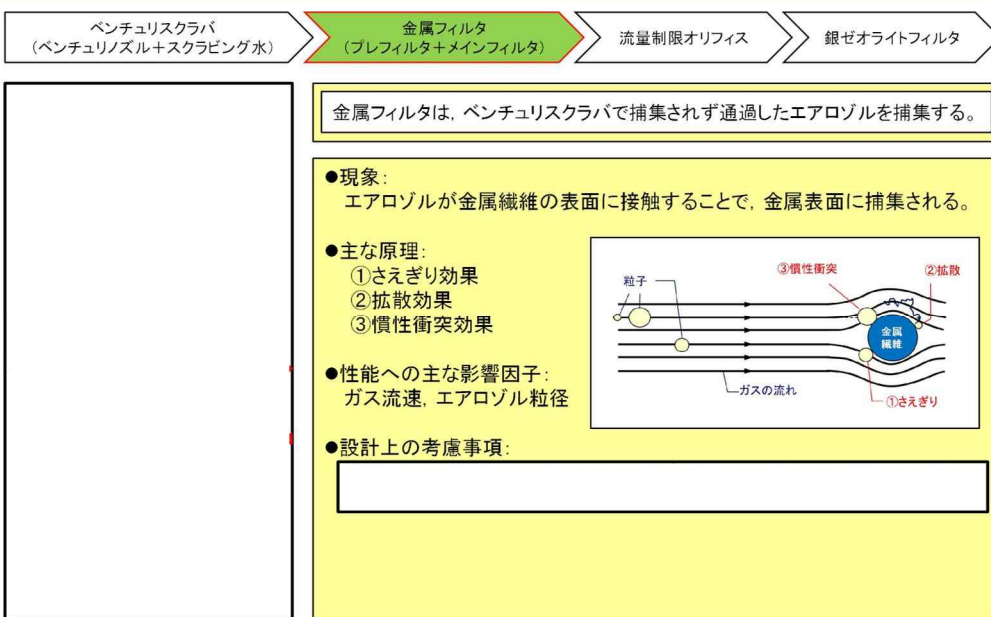 ベンチュリスクラバ
(ベンチュリノズル+スクラビング水)
金属フィルタ
(プレフィルタ+メインフィルタ)
流量制限オリフィス
銀ゼオライトフィルタ
金属フィルタは,ベンチュリスクラバで捕集されず通過したエアロゾルを捕集する。
●現象:
エアロゾルが金属繊維の表面に接触することで,金属表面に捕集される。
●主な原理:
①さえぎり効果
②拡散効果
③慣性衝突効果
●性能への主な影響因子:
ガス流速,エアロゾル粒径
粒子
③慣性衝突
②拡散
金属
繊維
ガスの流れ
①さえぎり
●設計上の考慮事項: